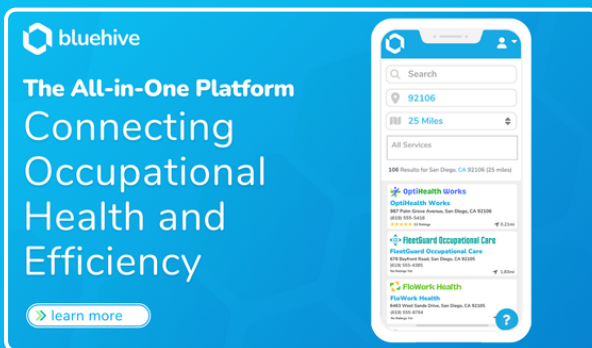 bluehive
The All-in-One Platform
Connecting
Occupational
Health and
Efficiency
learn more
Search
92106
25 Miles
All Services
106 Results for San Diego, CA 92106 (25 miles)
OptiHealth Works
OptiHealth Works
987 Palm Grove Avenue, San Diego, CA 92106
(619) 555-5418
0.21mi
FleetGuard Occupational Care
FleetGuard Occupational Care
678 Bayfront Road, San Diego, CA 92105
(619) 555-4385
No Ratings Yet
1.83mi
FloWork Health
FloWork Health
6463 West Sands Drive, San Diego, CA 92105
(619) 555-8764
No Ratings Yet
?